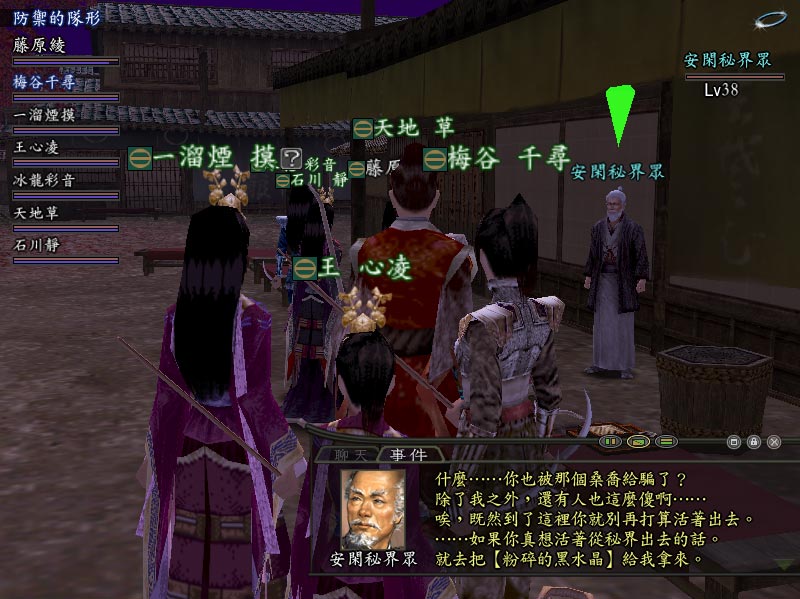 防禦的隊形
藤原綾
梅谷千尋
一溜煙摸
王心凌
冰龍彩音
天地草
石川靜
安閑秘界眾
Lv38
天地 草
一溜煙 摸
?
彩音
石川 靜
藤原
梅谷 千尋
安閑秘界眾
王 心凌
聊天
事件
什麼……你也被那個桑喬給騙了?
除了我之外,還有人也這麼傻啊……
唉,既然到了這裡你就別再打算活著出去。
……如果你真想活著從秘界出去的話。
就去把【粉碎的黑水晶】給我拿來。
安閑秘界眾